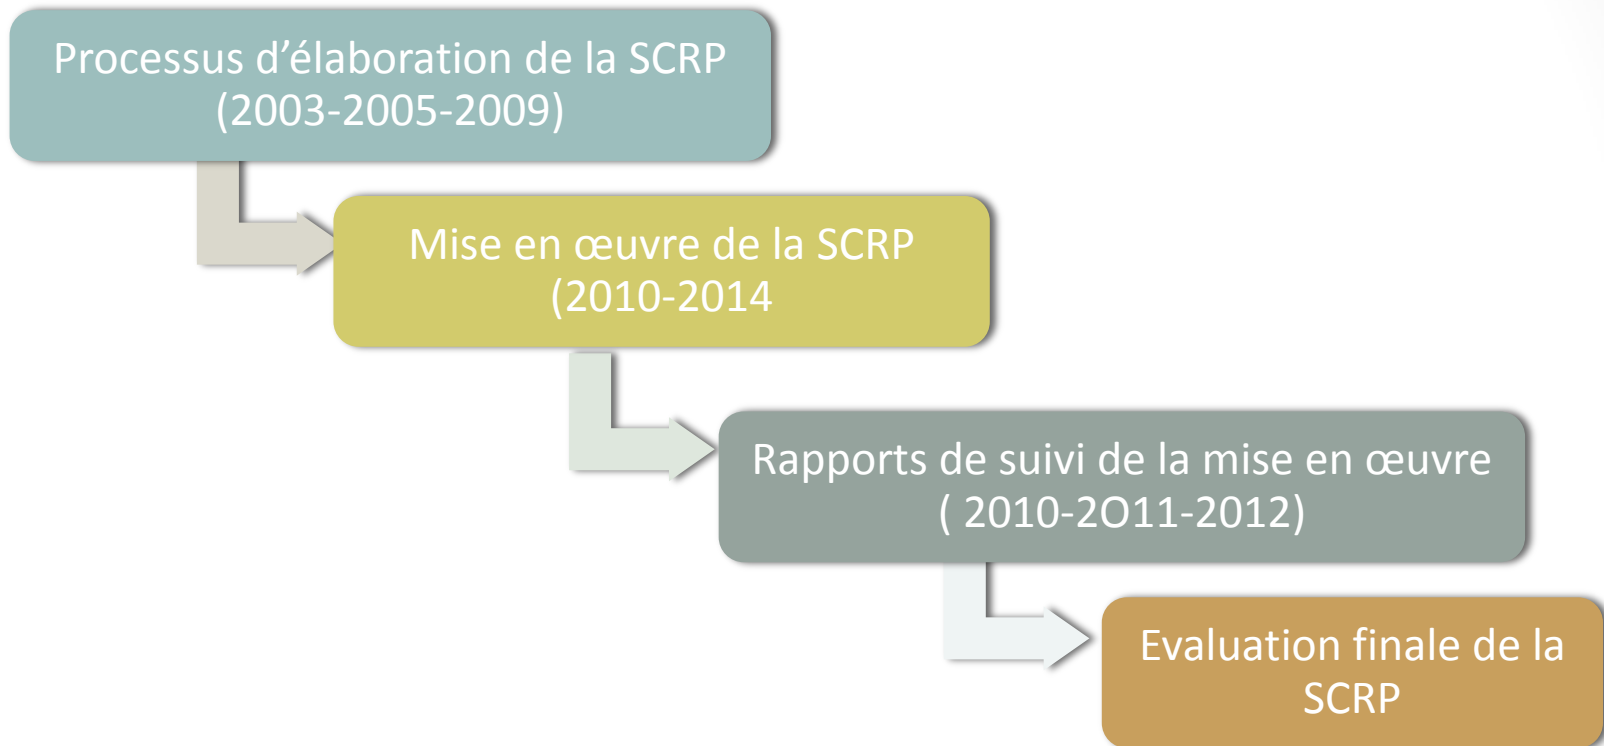 Processus d’élaboration de la SCRP
(2003-2005-2009)
Mise en œuvre de la SCRP
(2010-2014
Rapports de suivi de la mise en œuvre
( 2010-2O11-2012)
Evaluation finale de la
SCRP